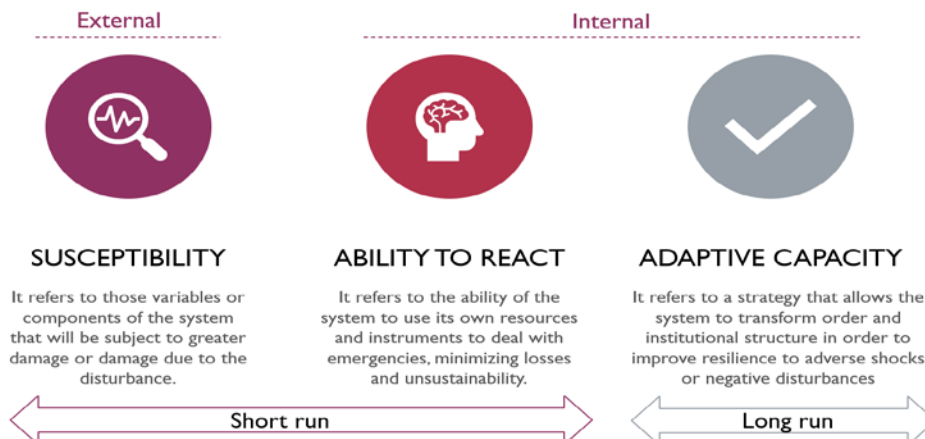 External
Internal
SUSCEPTIBILITY
It refers to those variables or
components of the system
that will be subject to greater
damage or damage due to the
disturbance.
ABILITY TO REACT
It refers to the ability of the
system to use its own resources
and instruments to deal with
emergencies, minimizing losses
and unsustainability.
ADAPTIVE CAPACITY
It refers to a strategy that allows the
system to transform order and
institutional structure in order to
improve resilience to adverse shocks
or negative disturbances
Short run
Long run